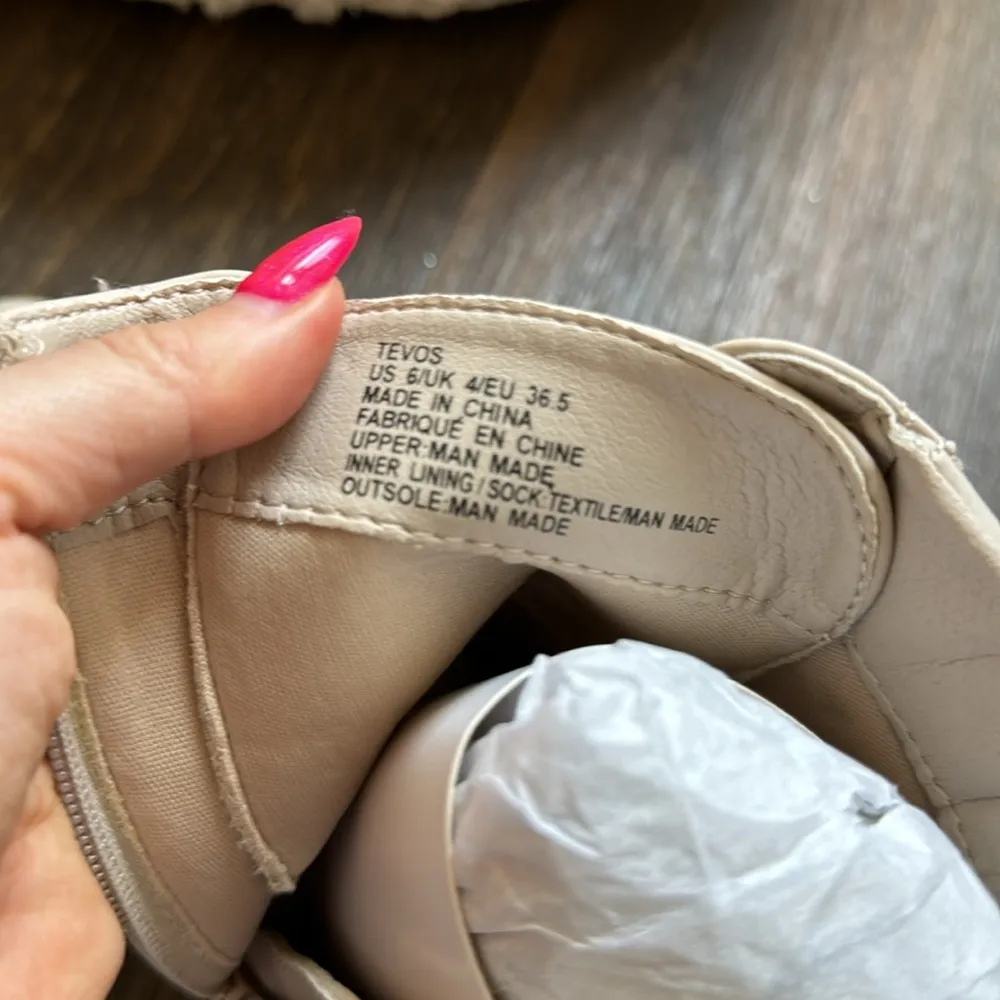 TEVOS
US 6/UK 4/EU 36.5
MADE IN CHINA
FABRIQUÉ EN CHINE
UPPER:MAN MADE
INNER LINING / SOCK:TEXTILE/MAN MADE
OUTSOLE:MAN MADE